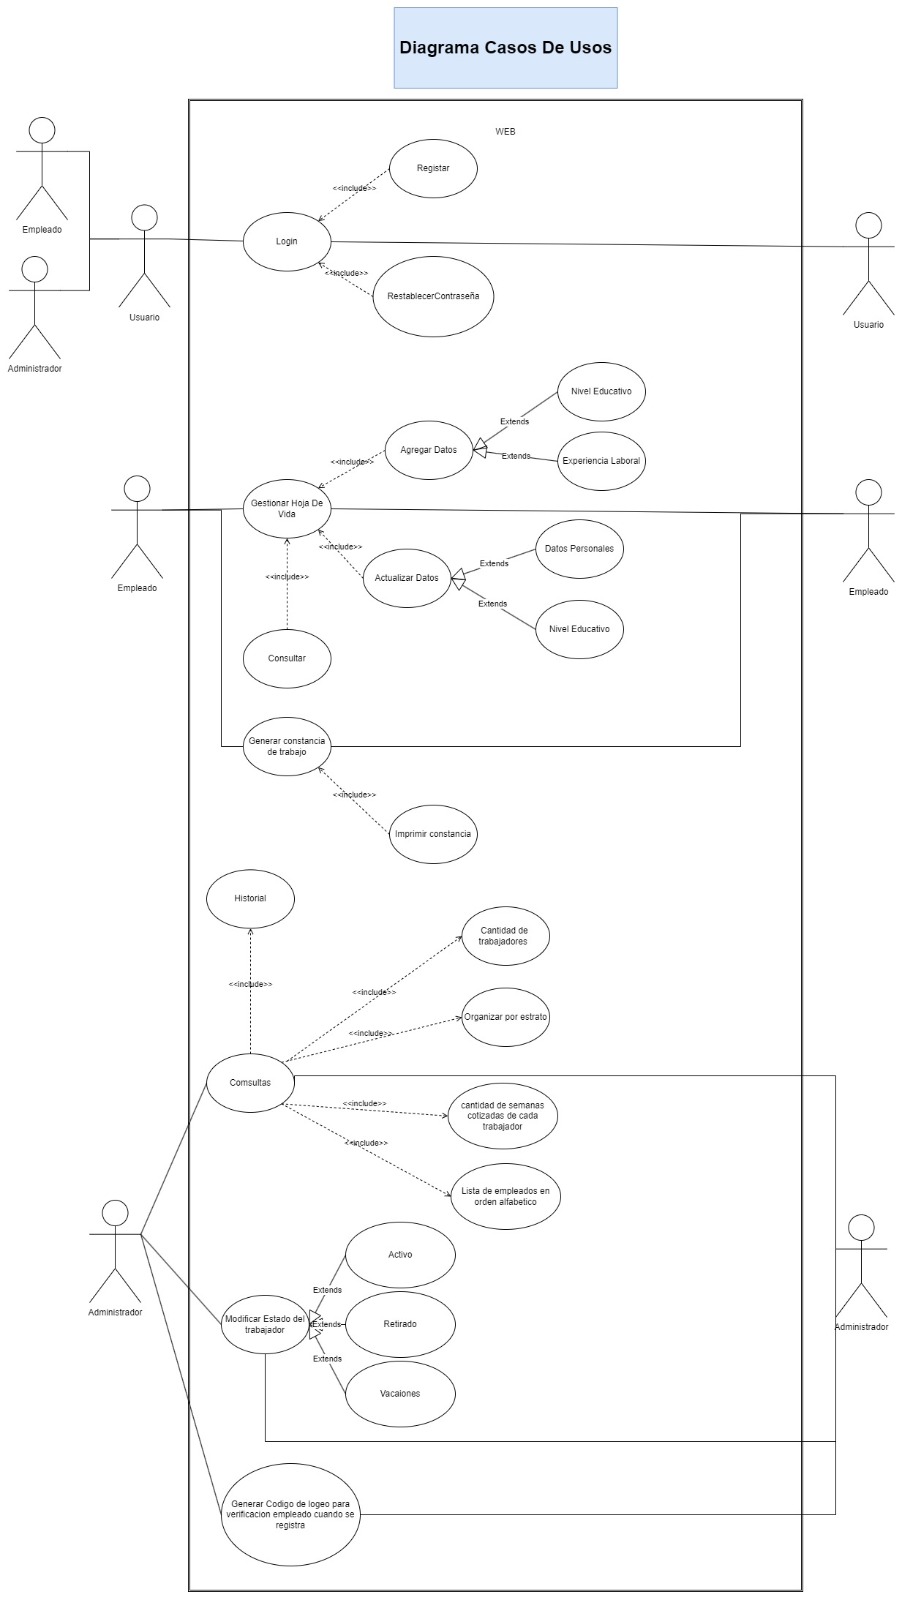 Diagrama Casos De Usos
WEB
Registar
<<include>>
Empleado
Login
<<include>>
RestablecerContraseña
Usuario
Usuario
Administrador
Nivel Educativo
Extends
Agregar Datos
Extends
Experiencia Laboral
<<include>>
Gestionar Hoja De
Vida
<<include>>
Datos Personales
Extends
Actualizar Datos
<<include>>
Empleado
Empleado
Extends
Nivel Educativo
Consultar
Generar constancia
de trabajo
<<include>>
Imprimir constancia
Historial
Cantidad de
trabajadores
<<include>>
<<include>>
Organizar por estrato
<<include>>
Comsultas
<<include>>
cantidad de semanas
cotizadas de cada
trabajador
<<include>>
Lista de empleados en
orden alfabetico
Activo
Extends
Administrador
Modificar Estado del
trabajador
Extends
Retirado
Administrador
Extends
Vacaiones
Generar Codigo de logeo para
verificacion empleado cuando se
registra